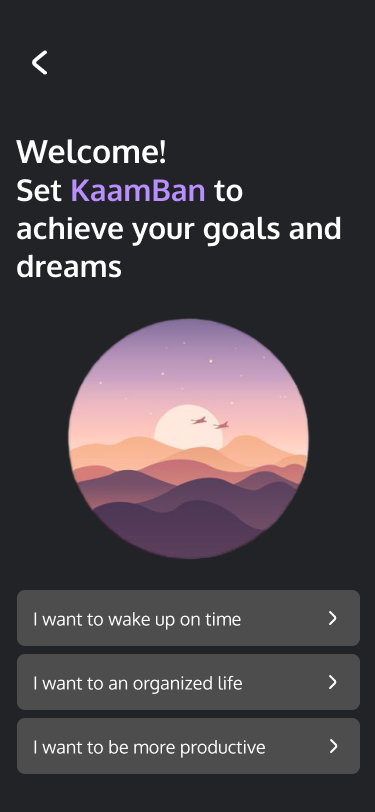 Welcome!
Set KaamBan to
achieve your goals and
dreams
I want to wake up on time
I want to an organized life
I want to be more productive